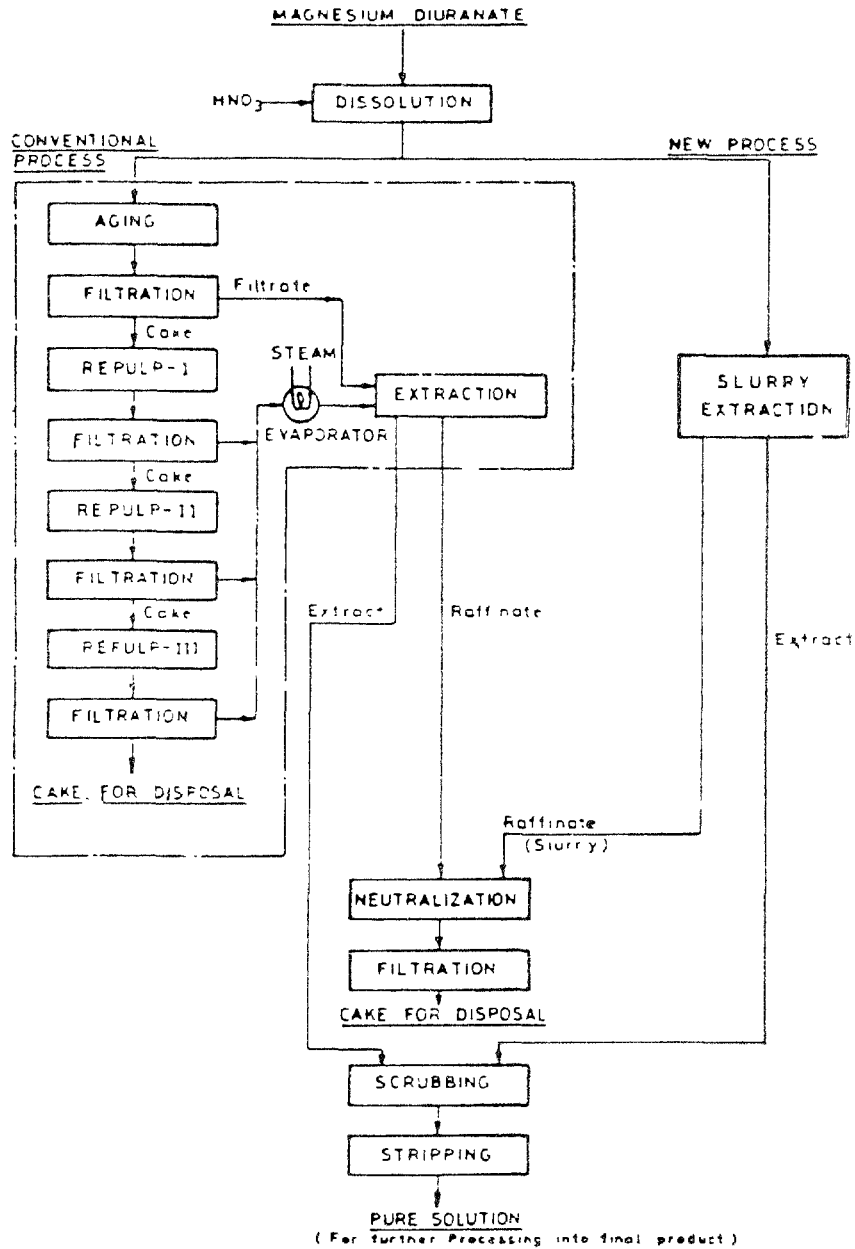 MAGNESIUM DIURANATE
HNO3
DISSOLUTION
CONVENTIONAL
PROCESS
NEW PROCESS
AGING
FILTRATION
Filtrate
Cake
REPULP-I
STEAM
EVAPORATOR
EXTRACTION
SLURRY
EXTRACTION
FILTRATION
Cake
REPULP-II
FILTRATION
Cake
REPULP-III
FILTRATION
CAKE FOR DISPOSAL
Extract
Raffinate
Extract
Raffinate
(Slurry)
NEUTRALIZATION
FILTRATION
CAKE FOR DISPOSAL
SCRUBBING
STRIPPING
PURE SOLUTION
(For further Processing into final product)